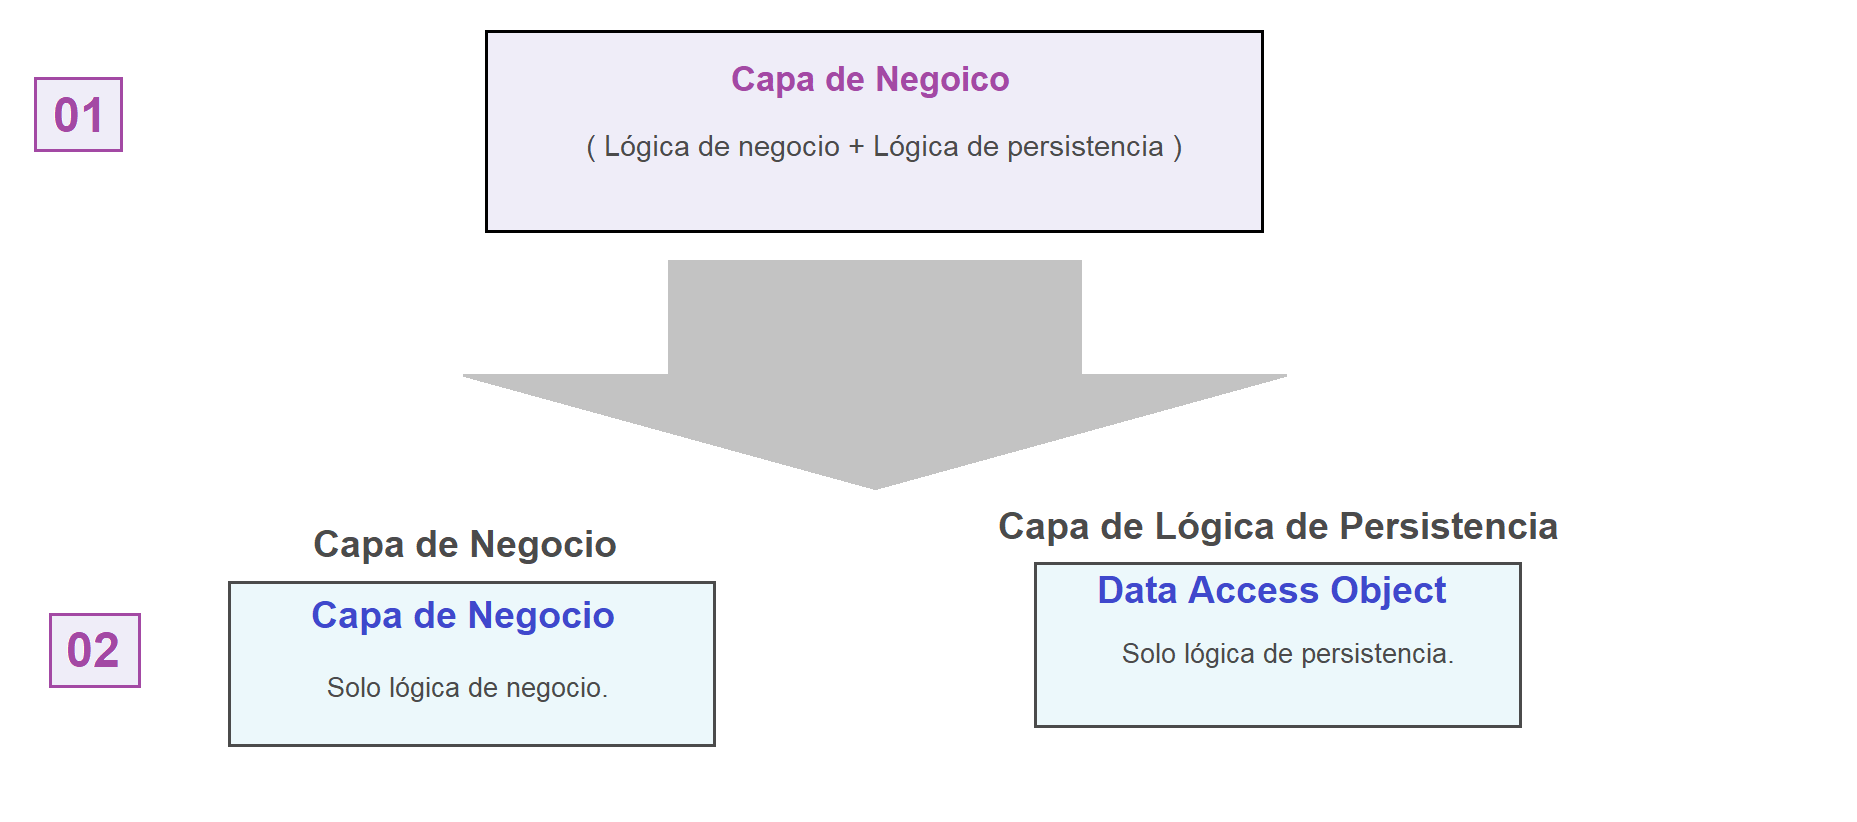 01
Capa de Negoico
( Lógica de negocio + Lógica de persistencia )
Capa de Negocio
Capa de Lógica de Persistencia
02
Capa de Negocio
Solo lógica de negocio.
Data Access Object
Solo lógica de persistencia.